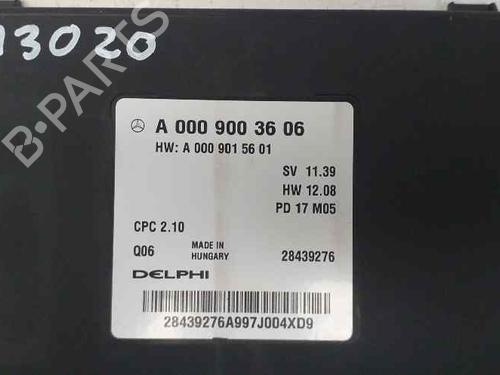 13020
B-PARTS
A 000 900 36 06
HW: A 000 901 56 01
SV 11.39
HW 12.08
PD 17 M05
CPC 2.10
Q06 MADE IN HUNGARY 28439276
DELPHI
28439276A997J004XD9